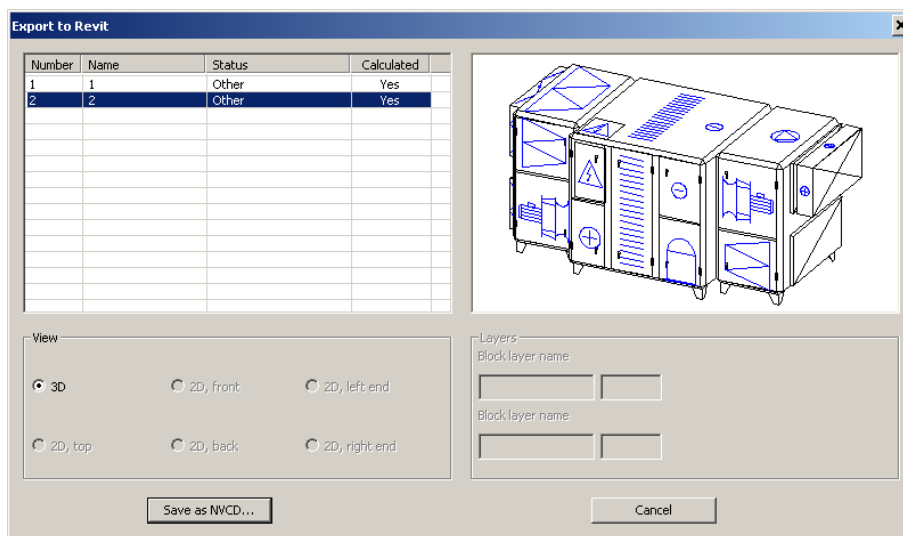 Export to Revit
Number Name Status Calculated
1 1 Other Yes
2 2 Other Yes
View
3D 2D, front 2D, left end
2D, top 2D, back 2D, right end
Layers
Block layer name
Block layer name
Save as NVCD... Cancel